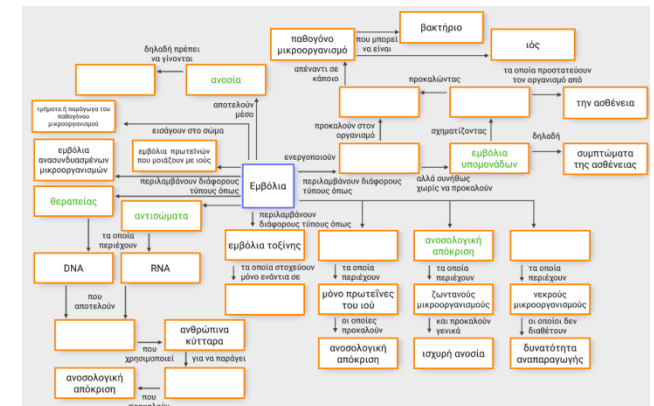 παθογόνο
μικροοργανισμό
που μπορεί
να είναι
βακτήριο
ιός
δηλαδή πρέπει
να γίνονται
ανοσία
απέναντι σε
κάποιο
προκαλώντας
τα οποία προστατεύουν
τον οργανισμό από
την ασθένεια
αποτελούν
μέσο
τμήματα ή παράγωγα του
παθογόνου
μικροοργανισμού
εισάγουν στο σώμα
προκαλούν στον
οργανισμό
σχηματίζοντας
εμβόλια
ανασυνδυασμένων
μικροοργανισμών
εμβόλια πρωτεϊνών
που μοιάζουν με ιούς
ενεργοποιούν
εμβόλια
υπομονάδων
δηλαδή
συμπτώματα
της ασθένειας
περιλαμβάνουν διάφορους
τύπους όπως
Εμβόλια
περιλαμβάνουν διάφορους
τύπους όπως
αλλά συνήθως
χωρίς να προκαλούν
θεραπείας
αντισώματα
περιλαμβάνουν
διάφορους τύπους όπως
τα οποία
περιέχουν
εμβόλια τοξίνης
ανοσολογική
απόκριση
DNA
RNA
τα οποία στοχεύουν
μόνο ενάντια σε
τα οποία
περιέχουν
τα οποία
περιέχουν
τα οποία
περιέχουν
μόνο πρωτεΐνες
του ιού
ζωντανούς
μικροοργανισμούς
νεκρούς
μικροοργανισμούς
που
αποτελούν
οι οποίες
προκαλούν
και προκαλούν
γενικά
οι οποίοι δεν
διαθέτουν
ανθρώπινα
κύτταρα
που
χρησιμοποιεί
για να παράγει
ανοσολογική
απόκριση
ισχυρή ανοσία
δυνατότητα
αναπαραγωγής
ανοσολογική
απόκριση
που